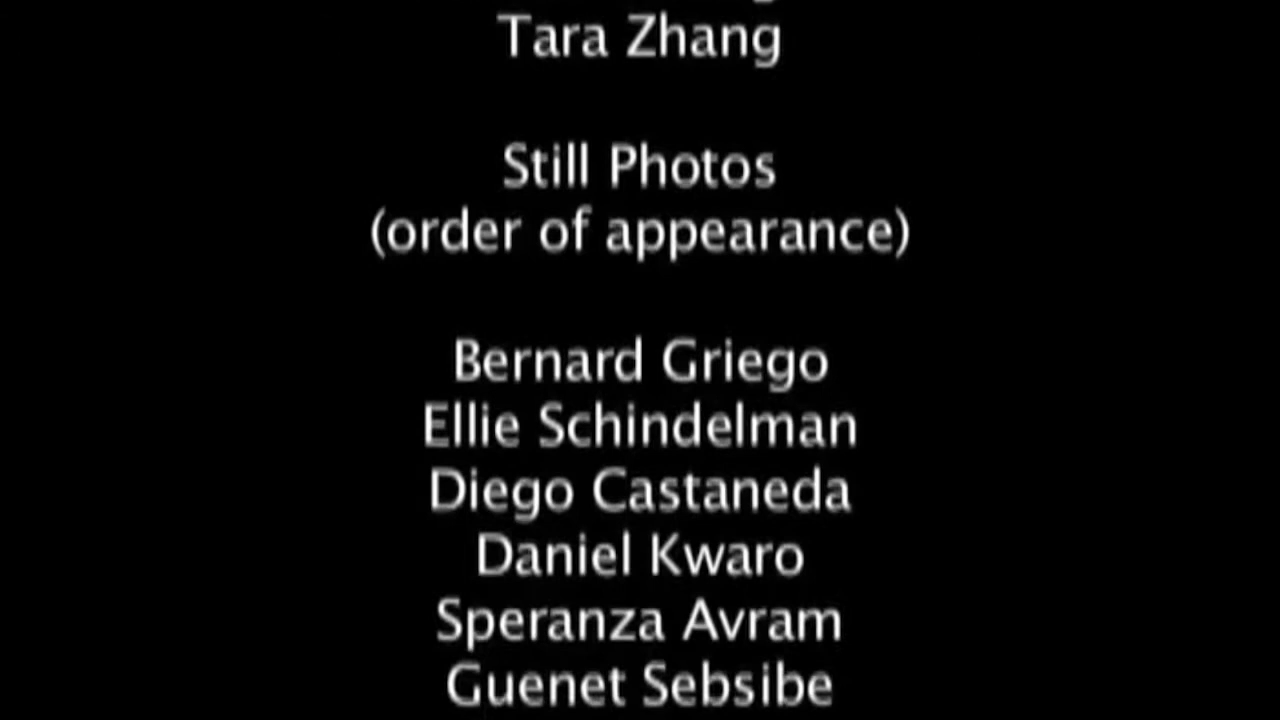 Tara Zhang
Still Photos
(order of appearance)
Bernard Griego
Ellie Schindelman
Diego Castaneda
Daniel Kwaro
Speranza Avram
Guenet Sebsibe